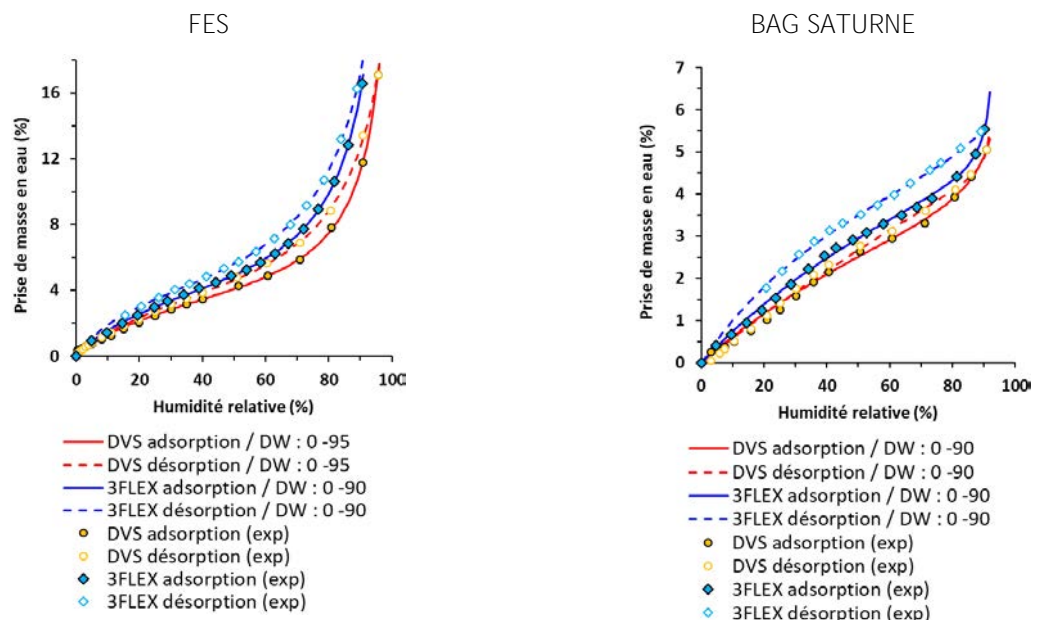 FES
Prise de masse en eau (%)
16
12
8
4
0
0 20 40 60 80 100
Humidité relative (%)
DVS adsorption / DW : 0 -95
DVS désorption / DW : 0 -95
3FLEX adsorption / DW : 0 -90
3FLEX désorption / DW : 0 -90
DVS adsorption (exp)
DVS désorption (exp)
3FLEX adsorption (exp)
3FLEX désorption (exp)
BAG SATURNE
Prise de masse en eau (%)
7
6
5
4
3
2
1
0
0 20 40 60 80 100
Humidité relative (%)
DVS adsorption / DW : 0 -90
DVS désorption / DW : 0 -90
3FLEX adsorption / DW : 0 -90
3FLEX désorption / DW : 0 -90
DVS adsorption (exp)
DVS désorption (exp)
3FLEX adsorption (exp)
3FLEX désorption (exp)